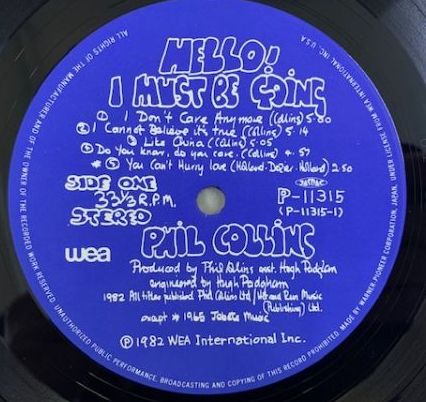 HELLO!
I MUST BE GOING
① I Don't Care Anymore (Collins) 5.00
② I Cannot Believe it's true (Collins) 5.14
③ Like China (Collins) 5.05
④ Do you know, do you care. (Collins) 4.57
* ⑤ You Can't Hurry love (Holland-Dozier-Holland) 2.50
SIDE ONE
33⅓ R.P.M.
STEREO
JASRAC
P-11315
(P-11315-1)
wea
PHIL COLLINS
Produced by Phil Collins asst. Hugh Padgham
engineered by Hugh Padgham
1982 All titles published Phil Collins Ltd / Hit and Run Music
(Publishing) Ltd.
except * 1965 Jobete Music
Ⓟ 1982 WEA International Inc.
ALL RIGHTS OF THE MANUFACTURER AND OF THE OWNER OF THE RECORDED WORK RESERVED. UNAUTHORIZED PUBLIC PERFORMANCE, BROADCASTING AND COPYING OF THIS RECORD PROHIBITED. MADE BY WARNER-PIONEER CORPORATION, JAPAN, UNDER LICENSE FROM WEA INTERNATIONAL INC., U.S.A.